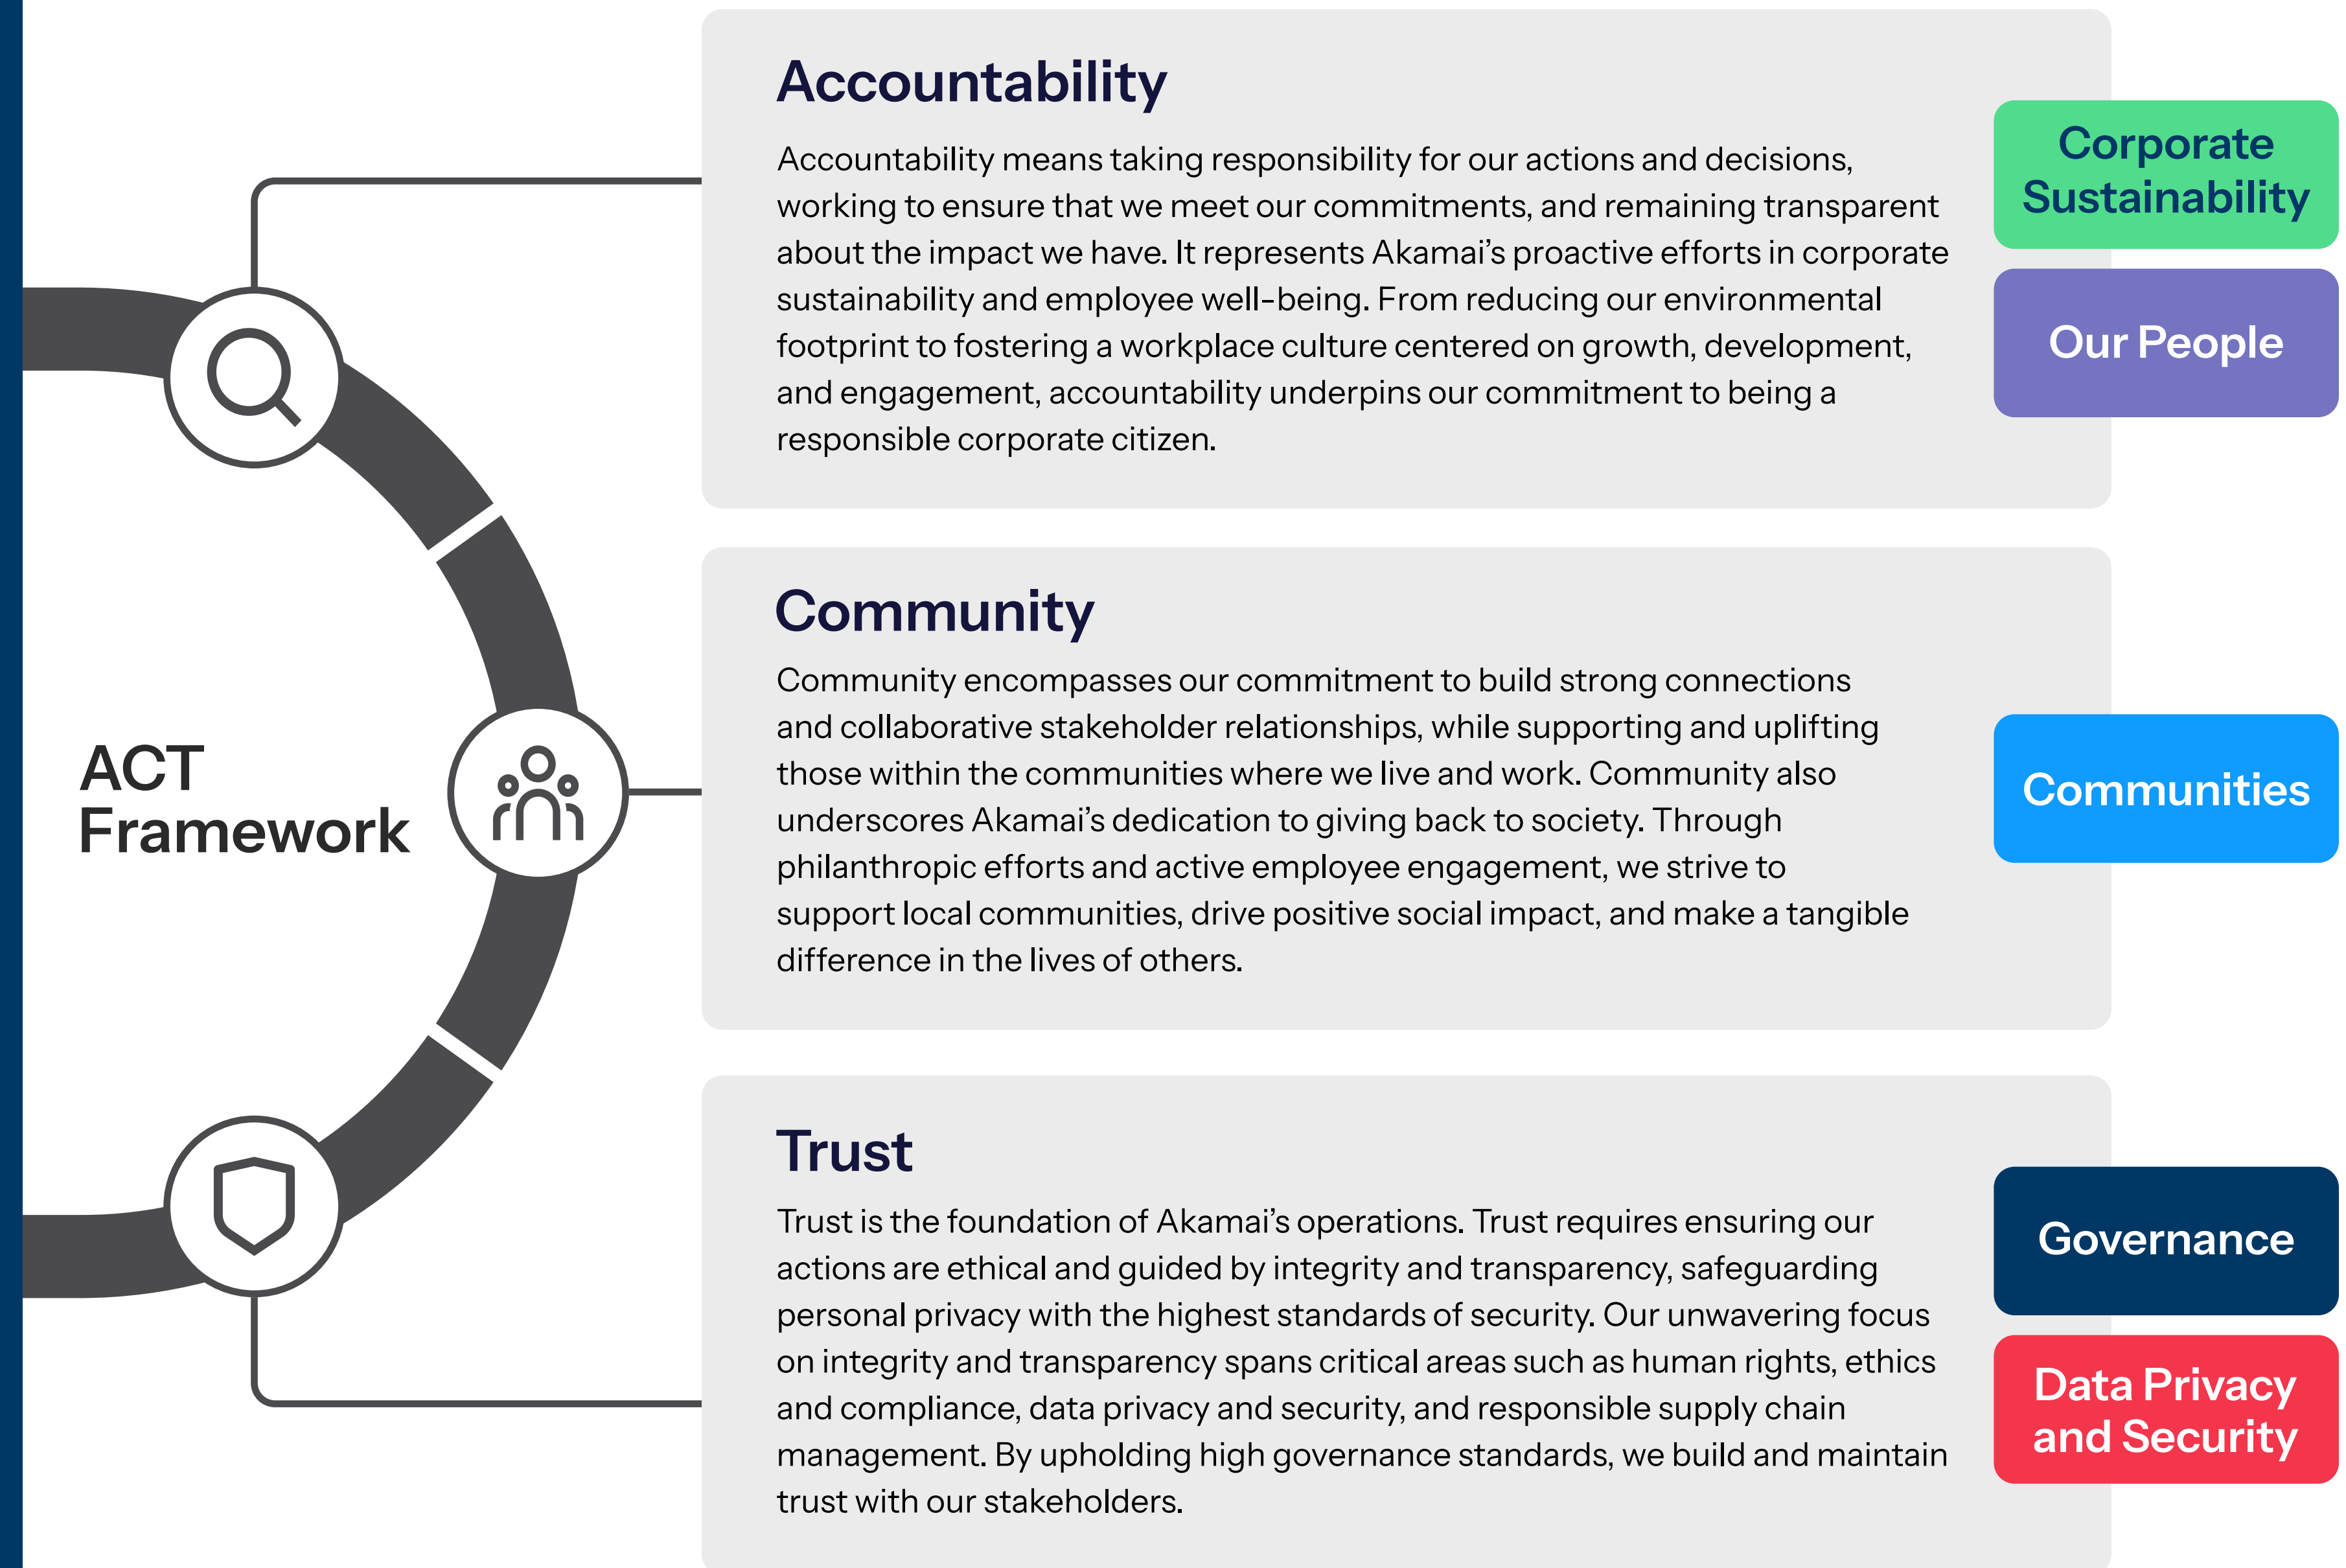 ACT
Framework
Accountability
Accountability means taking responsibility for our actions and decisions,
working to ensure that we meet our commitments, and remaining transparent
about the impact we have. It represents Akamai’s proactive efforts in corporate
sustainability and employee well-being. From reducing our environmental
footprint to fostering a workplace culture centered on growth, development,
and engagement, accountability underpins our commitment to being a
responsible corporate citizen.
Corporate
Sustainability
Our People
Community
Community encompasses our commitment to build strong connections
and collaborative stakeholder relationships, while supporting and uplifting
those within the communities where we live and work. Community also
underscores Akamai’s dedication to giving back to society. Through
philanthropic efforts and active employee engagement, we strive to
support local communities, drive positive social impact, and make a tangible
difference in the lives of others.
Communities
Trust
Trust is the foundation of Akamai’s operations. Trust requires ensuring our
actions are ethical and guided by integrity and transparency, safeguarding
personal privacy with the highest standards of security. Our unwavering focus
on integrity and transparency spans critical areas such as human rights, ethics
and compliance, data privacy and security, and responsible supply chain
management. By upholding high governance standards, we build and maintain
trust with our stakeholders.
Governance
Data Privacy
and Security